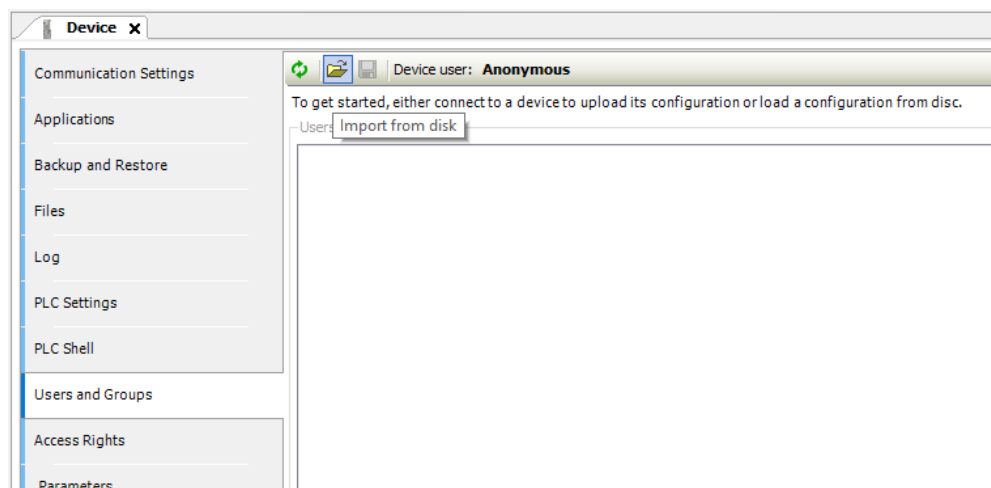 Device
Communication Settings
Applications
Backup and Restore
Files
Log
PLC Settings
PLC Shell
Users and Groups
Access Rights
Parameters
Device user: Anonymous
To get started, either connect to a device to upload its configuration or load a configuration from disc.
Users
Import from disk